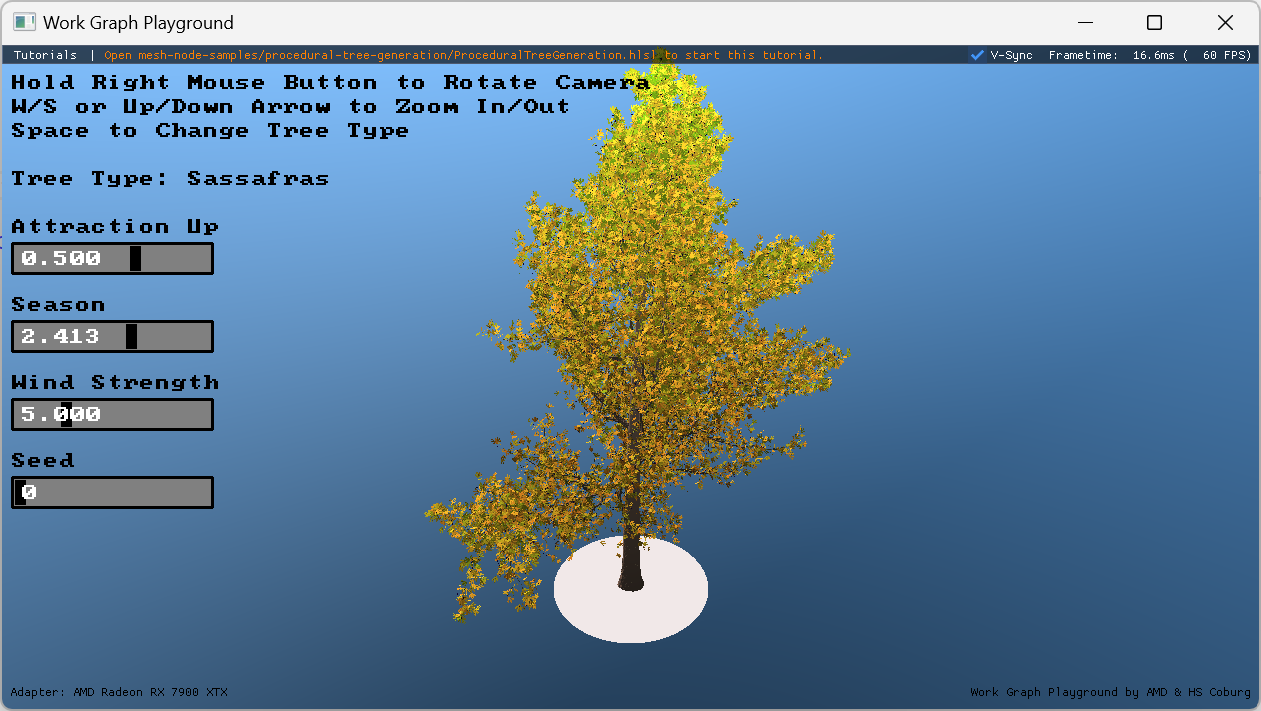 Work Graph Playground
Tutorials | Open mesh-node-samples/procedural-tree-generation/ProceduralTreeGeneration.hlsl to start this tutorial. V-Sync Frametime: 16.6ms ( 60 FPS)
Hold Right Mouse Button to Rotate Camera
W/S or Up/Down Arrow to Zoom In/Out
Space to Change Tree Type
Tree Type: Sassafras
Attraction Up
0.500
Season
2.413
Wind Strength
5.000
Seed
0
Adapter: AMD Radeon RX 7900 XTX
Work Graph Playground by AMD & HS Coburg